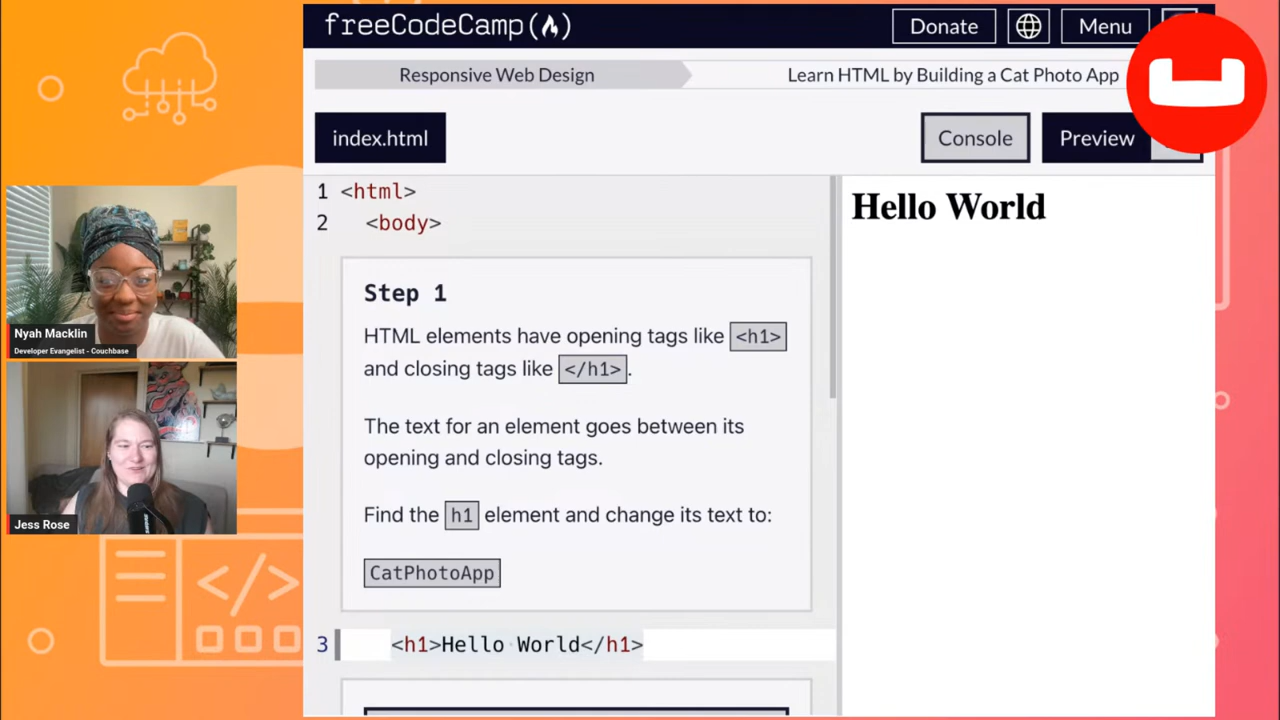 freeCodeCamp
Donate
Menu
Responsive Web Design
Learn HTML by Building a Cat Photo App
index.html
Console
Preview
1 <html>
2 <body>
Hello World
Step 1
HTML elements have opening tags like <h1>
and closing tags like </h1>.
The text for an element goes between its
opening and closing tags.
Find the h1 element and change its text to:
CatPhotoApp
3 <h1>Hello World</h1>
Nyah Macklin
Developer Evangelist - Couchbase
Jess Rose